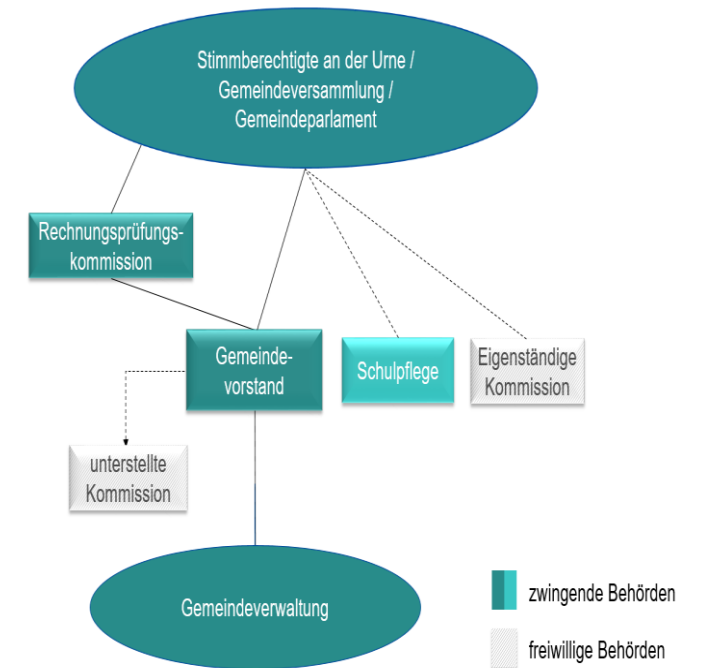 Stimmberechtigte an der Urne /
Gemeindeversammlung /
Gemeindeparlament
Rechnungsprüfungs-
kommission
Gemeinde-
vorstand
Schulpflege
Eigenständige
Kommission
unterstellte
Kommission
Gemeindeverwaltung
zwingende Behörden
freiwillige Behörden